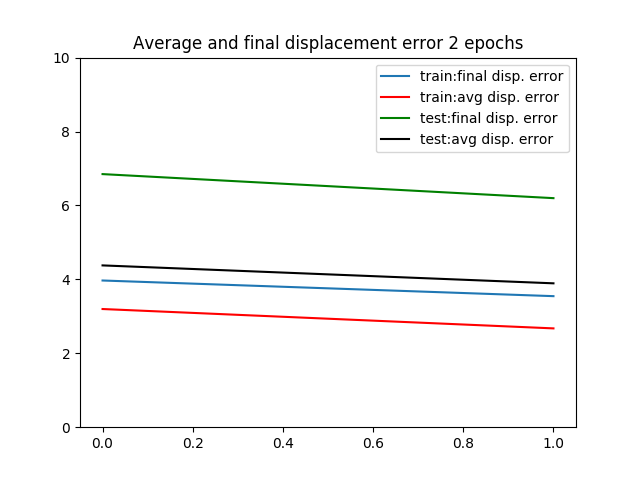 Average and final displacement error 2 epochs
train:final disp. error
train:avg disp. error
test:final disp. error
test:avg disp. error
10
8
6
4
2
0
0.0 0.2 0.4 0.6 0.8 1.0